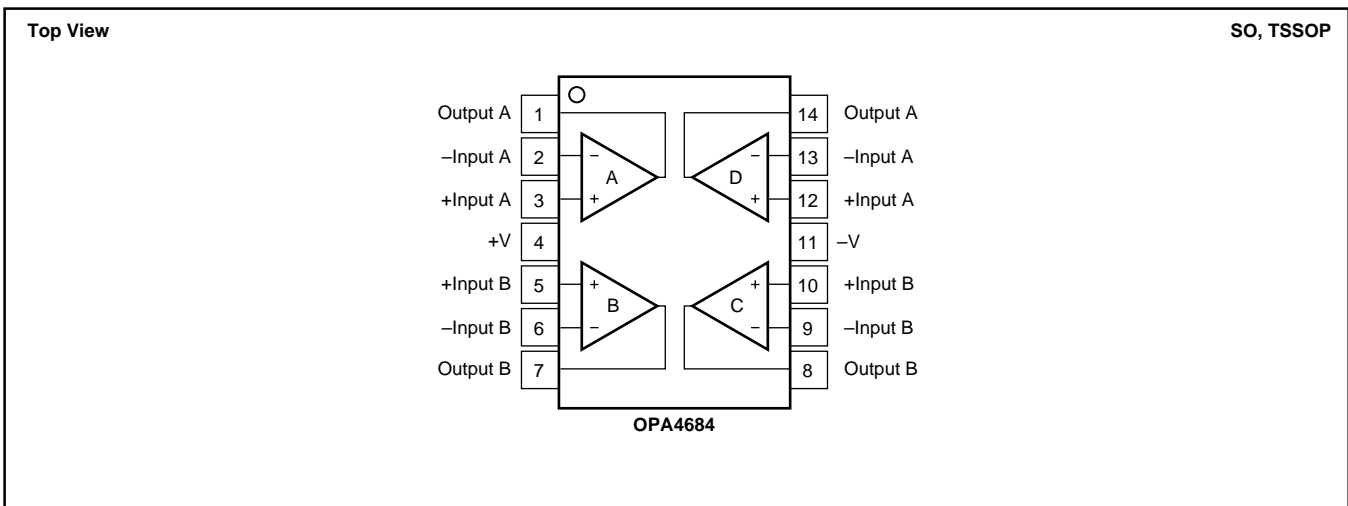 Top View SO, TSSOP
Output A 1 14 Output A
–Input A 2 – – 13 –Input A
A D
+Input A 3 + + 12 +Input A
+V 4 11 –V
+Input B 5 + + 10 +Input B
B C
–Input B 6 – – 9 –Input B
Output B 7 8 Output B
OPA4684